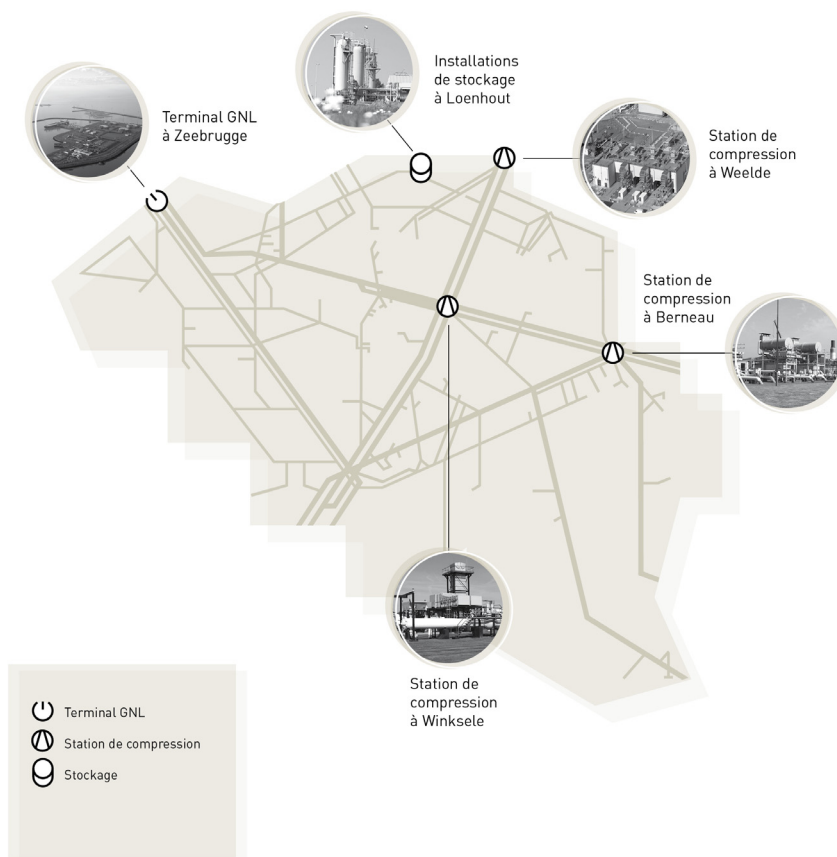 Installations
de stockage
à Loenhout
Terminal GNL
à Zeebrugge
Station de
compression
à Weelde
Station de
compression
à Berneau
Station de
compression
à Winksele
Terminal GNL
Station de compression
Stockage